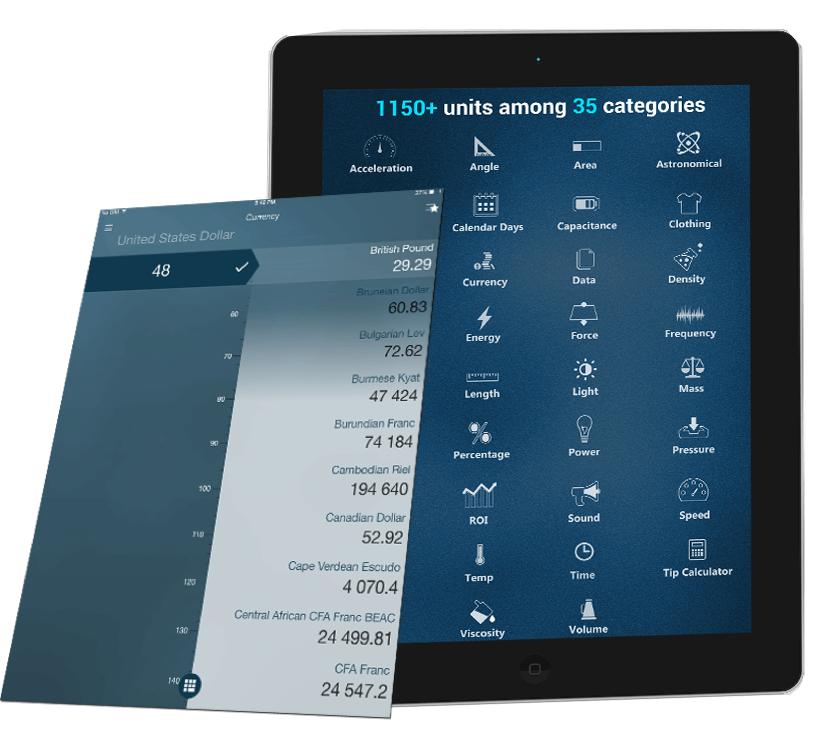 1150+ units among 35 categories
Acceleration
Angle
Area
Astronomical
Calendar Days
Capacitance
Clothing
Currency
Data
Density
Energy
Force
Frequency
Length
Light
Mass
Percentage
Power
Pressure
ROI
Sound
Speed
Temp
Time
Tip Calculator
Viscosity
Volume
5:42 PM
37%
Currency
United States Dollar
48
British Pound
29.29
Bruneian Dollar
60.83
Bulgarian Lev
72.62
Burmese Kyat
47 424
Burundian Franc
74 184
Cambodian Riel
194 640
Canadian Dollar
52.92
Cape Verdean Escudo
4 070.4
Central African CFA Franc BEAC
24 499.81
CFA Franc
24 547.2
60
70
80
90
100
110
120
130
140